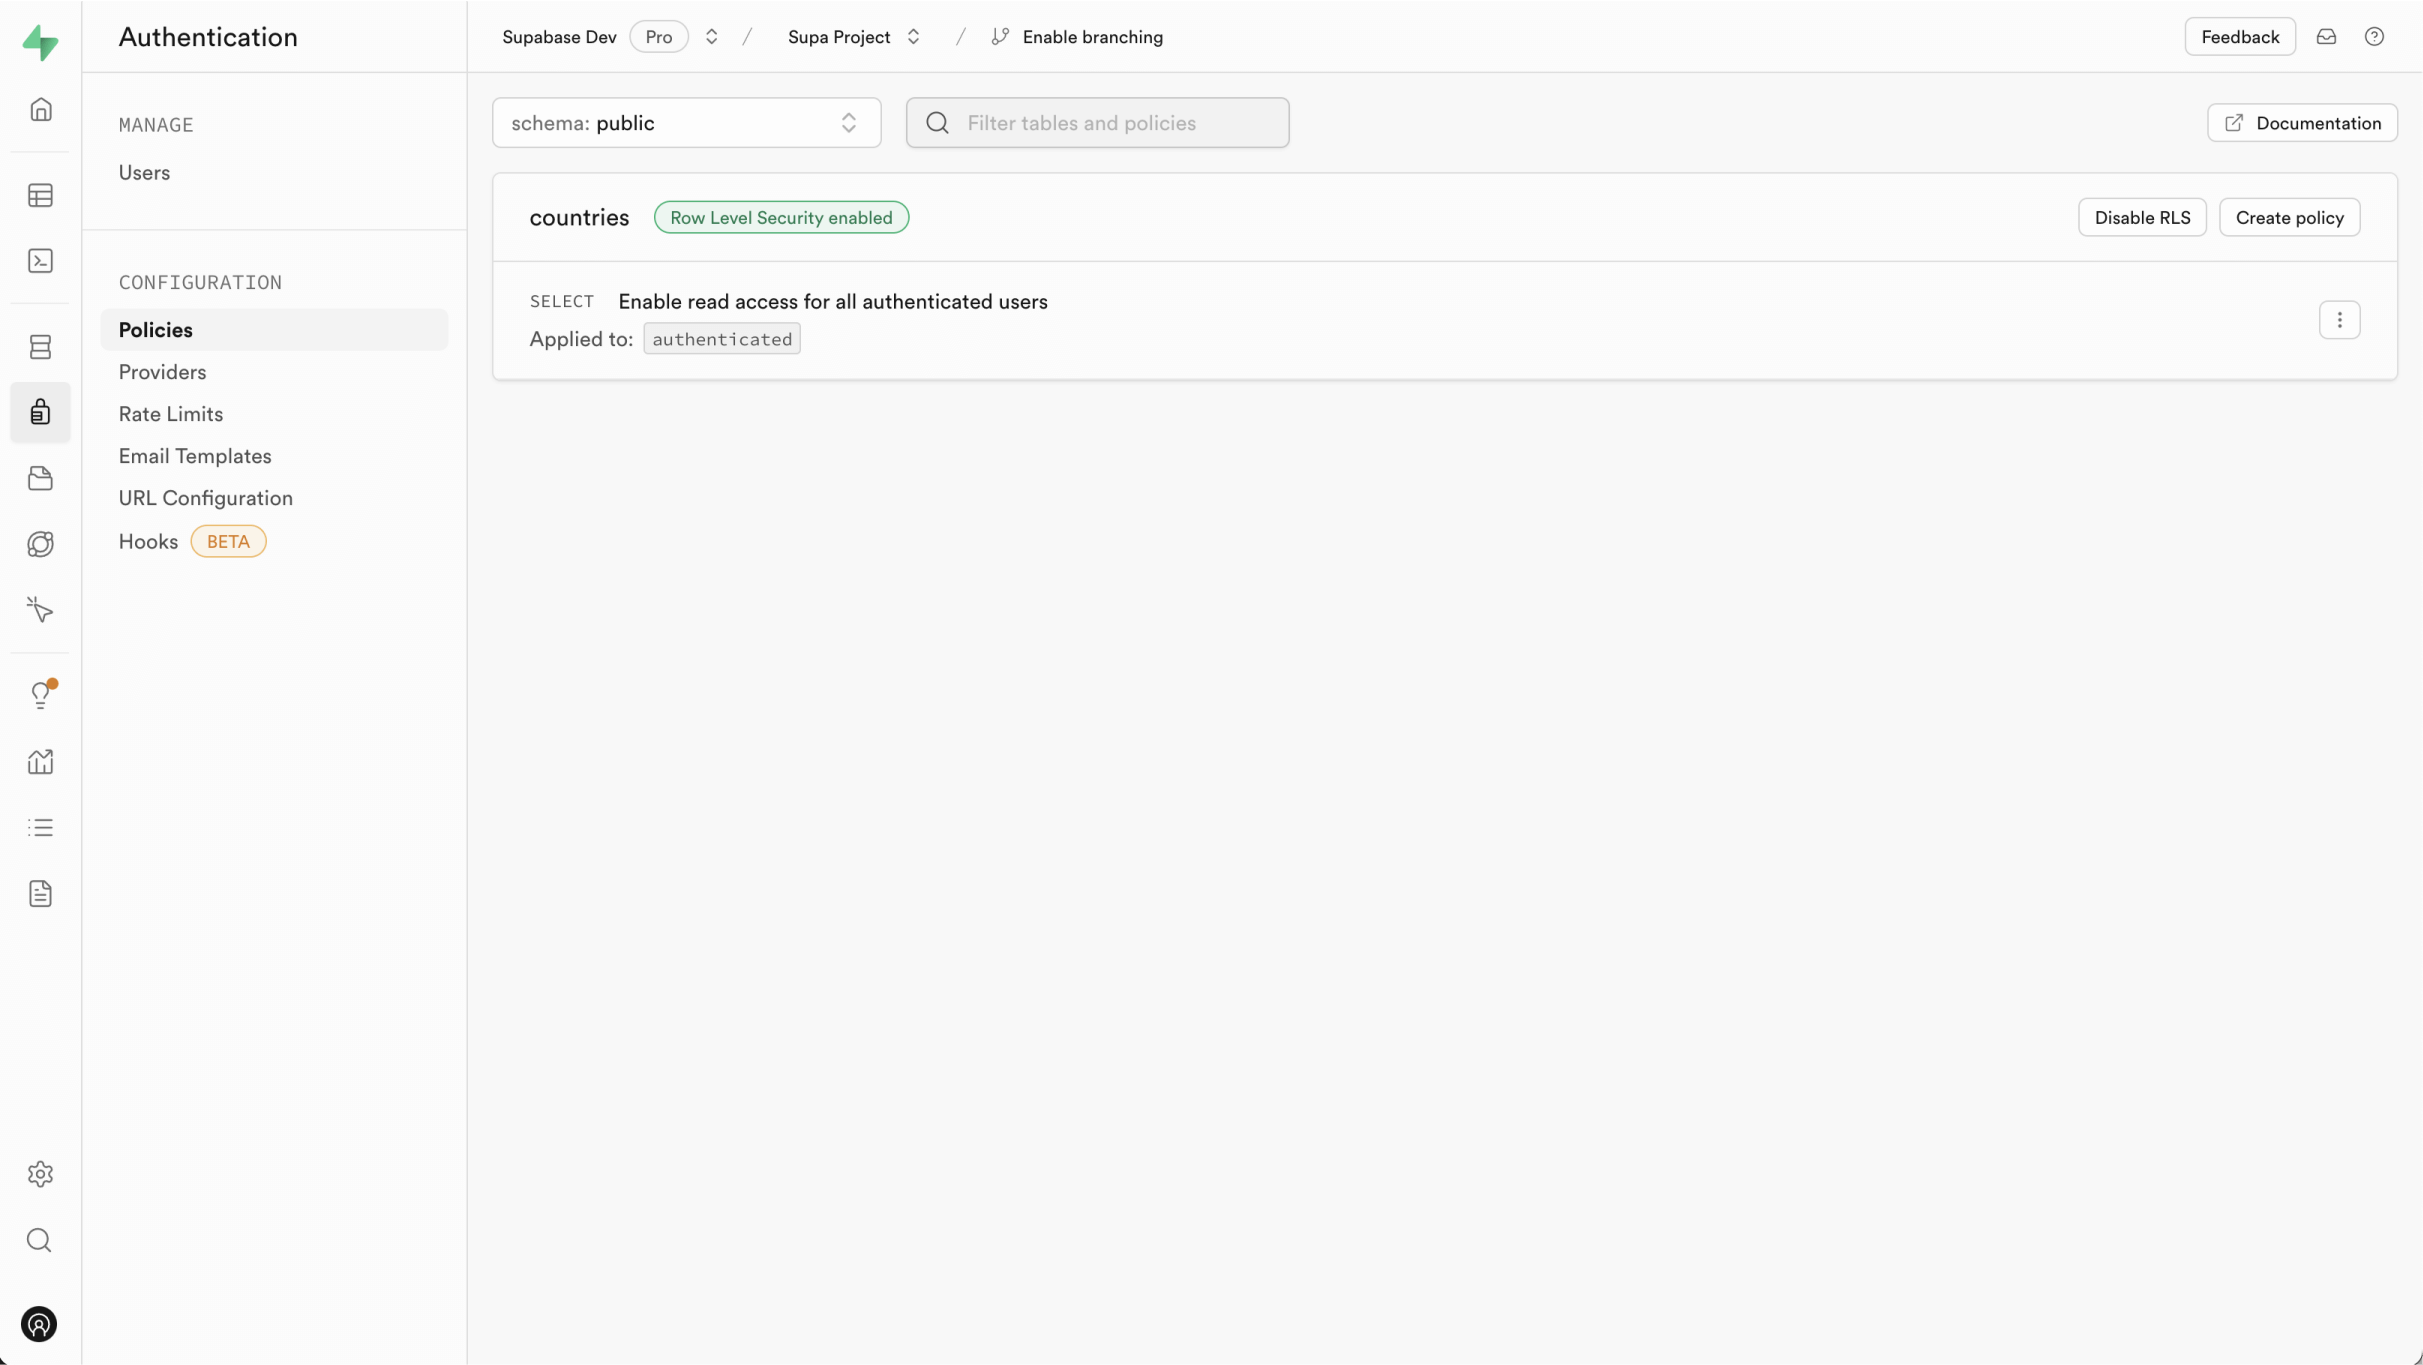 Authentication
Supabase Dev Pro / Supa Project / Enable branching
Feedback
MANAGE
Users
CONFIGURATION
Policies
Providers
Rate Limits
Email Templates
URL Configuration
Hooks BETA
schema: public
Filter tables and policies
Documentation
countries Row Level Security enabled
Disable RLS
Create policy
SELECT Enable read access for all authenticated users
Applied to: authenticated